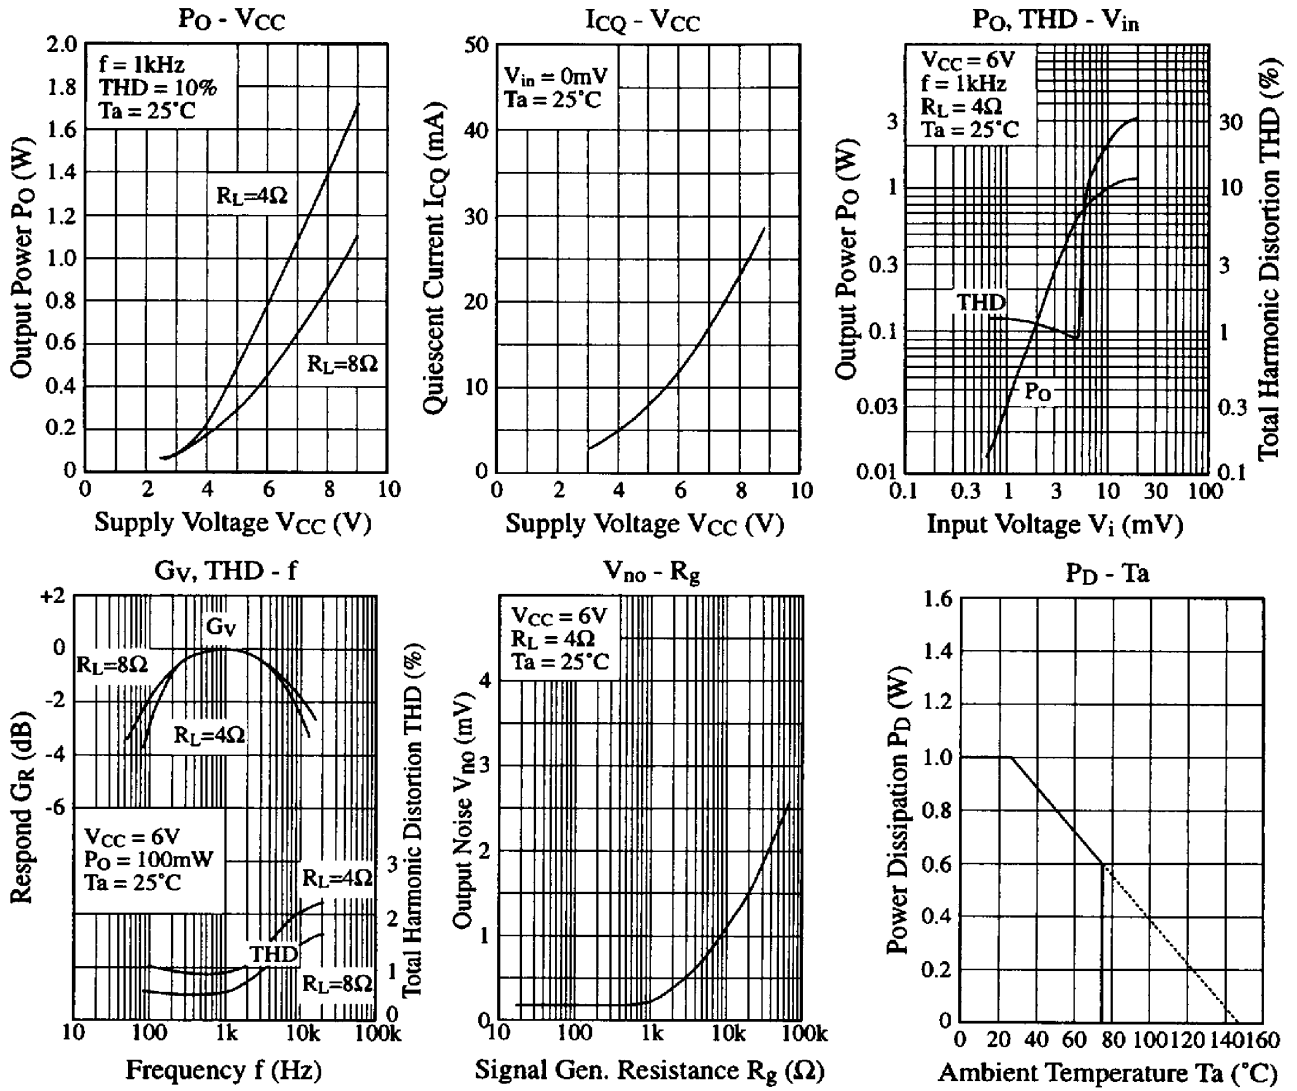 PO - VCC
2.0
1.8
1.6
1.4
1.2
1.0
0.8
0.6
0.4
0.2
0
f = 1kHz
THD = 10%
Ta = 25°C
RL=4Ω
RL=8Ω
Output Power PO (W)
0 2 4 6 8 10
Supply Voltage VCC (V)
ICQ - VCC
50
40
30
20
10
0
Vin = 0mV
Ta = 25°C
Quiescent Current ICQ (mA)
0 2 4 6 8 10
Supply Voltage VCC (V)
PO, THD - Vin
VCC = 6V
f = 1kHz
RL = 4Ω
Ta = 25°C
3
1
0.3
0.1
0.03
0.01
THD
PO
30
10
3
1
0.3
0.1
Output Power PO (W)
Total Harmonic Distortion THD (%)
0.1 0.3 1 3 10 30 100
Input Voltage Vi (mV)
GV, THD - f
+2
0
-2
-4
-6
GV
RL=8Ω
RL=4Ω
VCC = 6V
PO = 100mW
Ta = 25°C
RL=4Ω
THD
RL=8Ω
3
2
1
0
Respond GR (dB)
Total Harmonic Distortion THD (%)
10 100 1k 10k 100k
Frequency f (Hz)
Vno - Rg
VCC = 6V
RL = 4Ω
Ta = 25°C
4
3
2
1
0
Output Noise Vno (mV)
10 100 1k 10k 100k
Signal Gen. Resistance Rg (Ω)
PD - Ta
1.6
1.4
1.2
1.0
0.8
0.6
0.4
0.2
0
Power Dissipation PD (W)
0 20 40 60 80 100 120 140 160
Ambient Temperature Ta (°C)